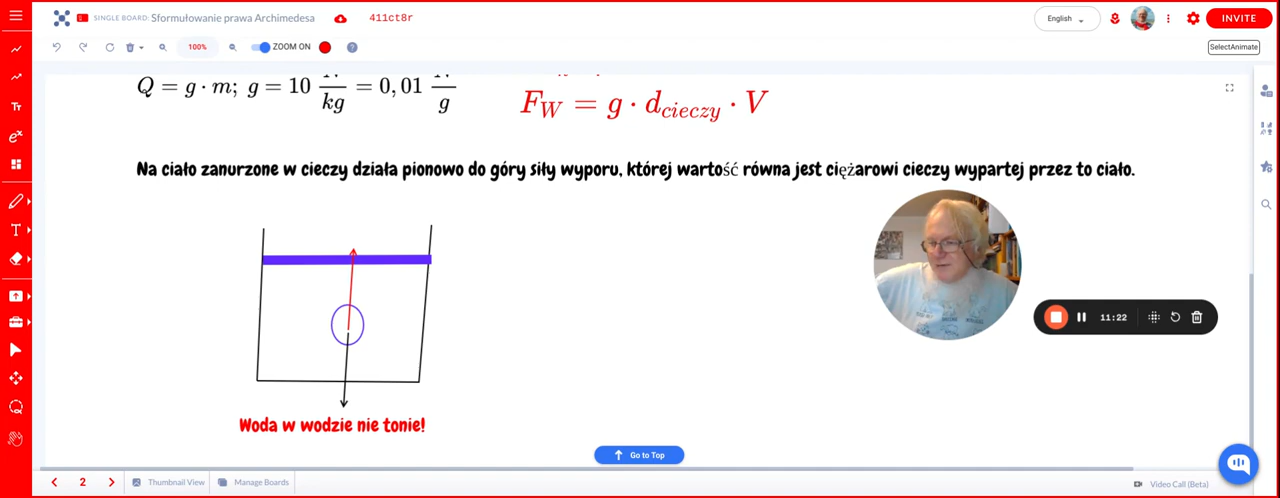 SINGLE BOARD: Sformułowanie prawa Archimedesa
411ct8r
English
INVITE
100%
ZOOM ON
SelectAnimate
Q = g · m; g = 10 N/kg = 0,01 N/g
F_W = g · d_cieczy · V
Na ciało zanurzone w cieczy działa pionowo do góry siły wyporu, której wartość równa jest ciężarowi cieczy wypartej przez to ciało.
11:22
Woda w wodzie nie tonie!
Go to Top
2
Thumbnail View
Manage Boards
Video Call (Beta)